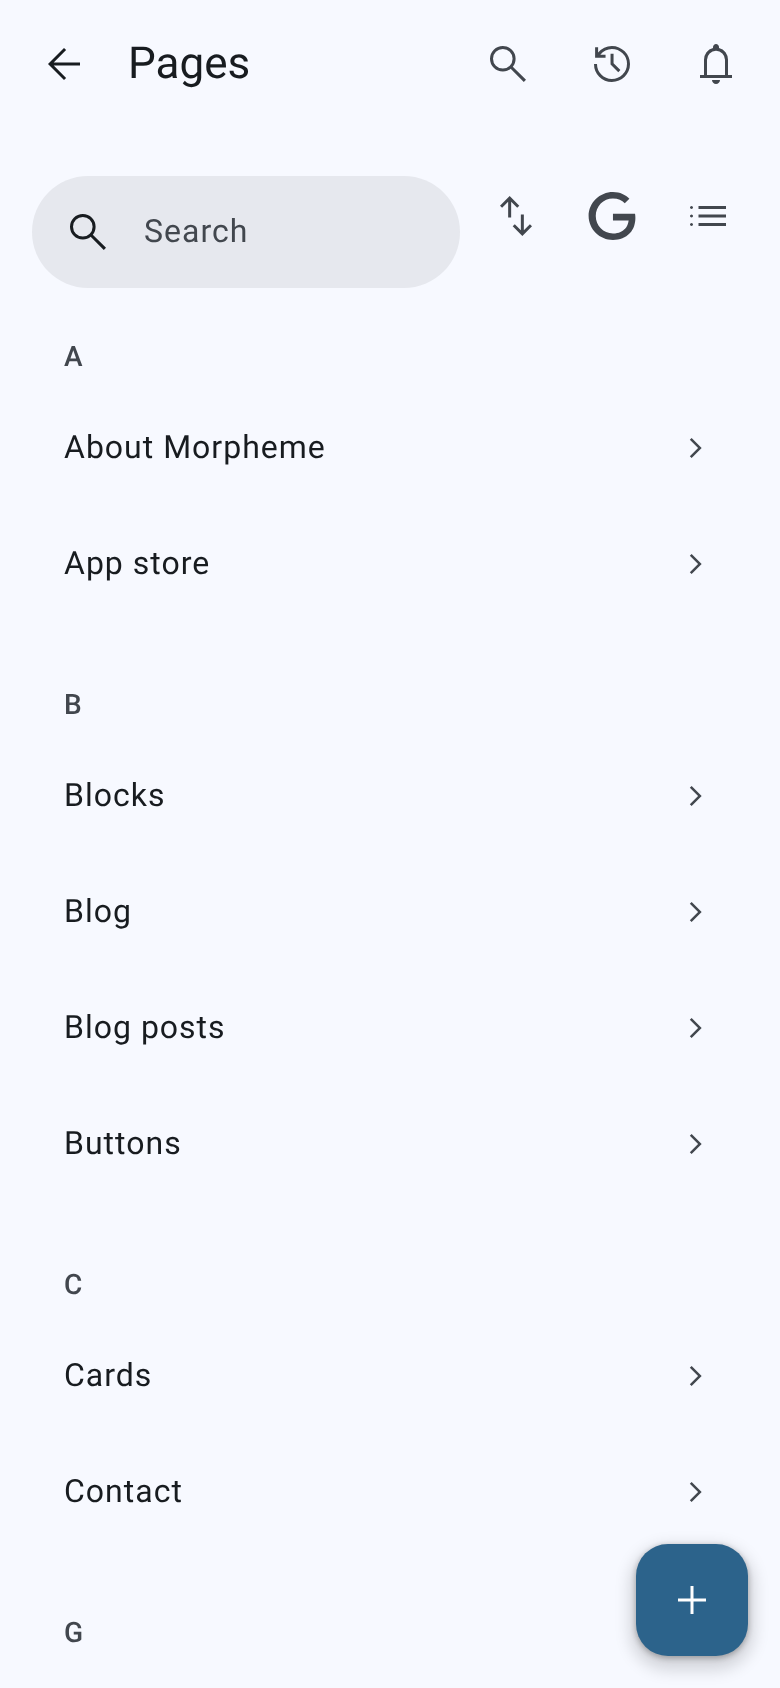 Pages
Search
A
About Morpheme
App store
B
Blocks
Blog
Blog posts
Buttons
C
Cards
Contact
G